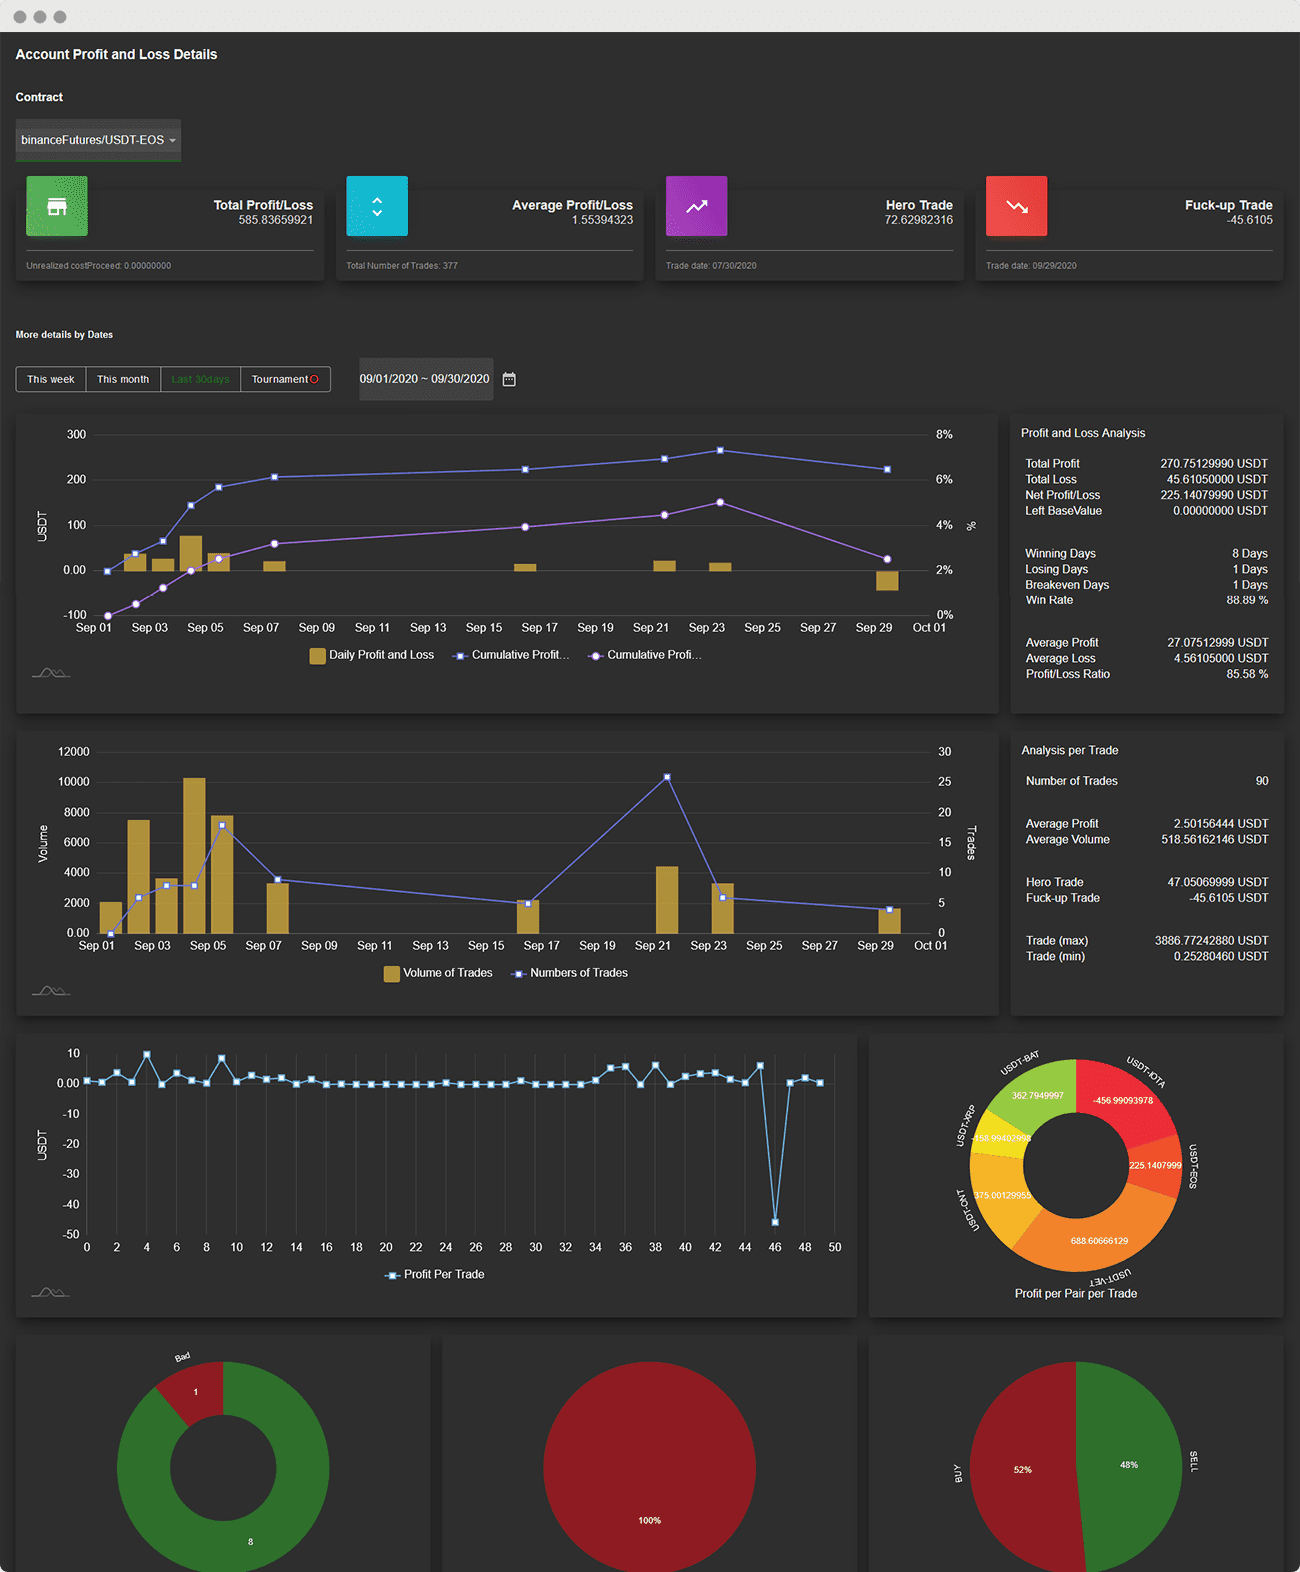 Account Profit and Loss Details
Contract
binanceFutures/USDT-EOS
Total Profit/Loss
585.83659921
Unrealized costProceed: 0.00000000
Average Profit/Loss
1.55394323
Total Number of Trades: 377
Hero Trade
72.62982316
Trade date: 07/30/2020
Fuck-up Trade
-45.6105
Trade date: 09/29/2020
More details by Dates
This week This month Last 30days Tournament
09/01/2020 ~ 09/30/2020
300
200
100
0.00
-100
USDT
8%
6%
4%
2%
0%
%
Sep 01 Sep 03 Sep 05 Sep 07 Sep 09 Sep 11 Sep 13 Sep 15 Sep 17 Sep 19 Sep 21 Sep 23 Sep 25 Sep 27 Sep 29 Oct 01
Daily Profit and Loss Cumulative Profit... Cumulative Profi...
Profit and Loss Analysis
Total Profit 270.75129990 USDT
Total Loss 45.61050000 USDT
Net Profit/Loss 225.14079990 USDT
Left BaseValue 0.00000000 USDT
Winning Days 8 Days
Losing Days 1 Days
Breakeven Days 1 Days
Win Rate 88.89 %
Average Profit 27.07512999 USDT
Average Loss 4.56105000 USDT
Profit/Loss Ratio 85.58 %
12000
10000
8000
6000
4000
2000
0.00
Volume
30
25
20
15
10
5
0
Trades
Sep 01 Sep 03 Sep 05 Sep 07 Sep 09 Sep 11 Sep 13 Sep 15 Sep 17 Sep 19 Sep 21 Sep 23 Sep 25 Sep 27 Sep 29 Oct 01
Volume of Trades Numbers of Trades
Analysis per Trade
Number of Trades 90
Average Profit 2.50156444 USDT
Average Volume 518.56162146 USDT
Hero Trade 47.05069999 USDT
Fuck-up Trade -45.6105 USDT
Trade (max) 3886.77242880 USDT
Trade (min) 0.25280460 USDT
10
0.00
-10
-20
-30
-40
-50
USDT
0 2 4 6 8 10 12 14 16 18 20 22 24 26 28 30 32 34 36 38 40 42 44 46 48 50
Profit Per Trade
USDT-BAT
362.7949997
USDT-IOTA
-456.99093978
USDT-XRP
-158.99402998
USDT-EOS
225.1407999
USDT-ONT
375.00129955
688.60666129
USDT-VET
Profit per Pair per Trade
Bad
1
8
100%
BUY
52%
48%
SELL